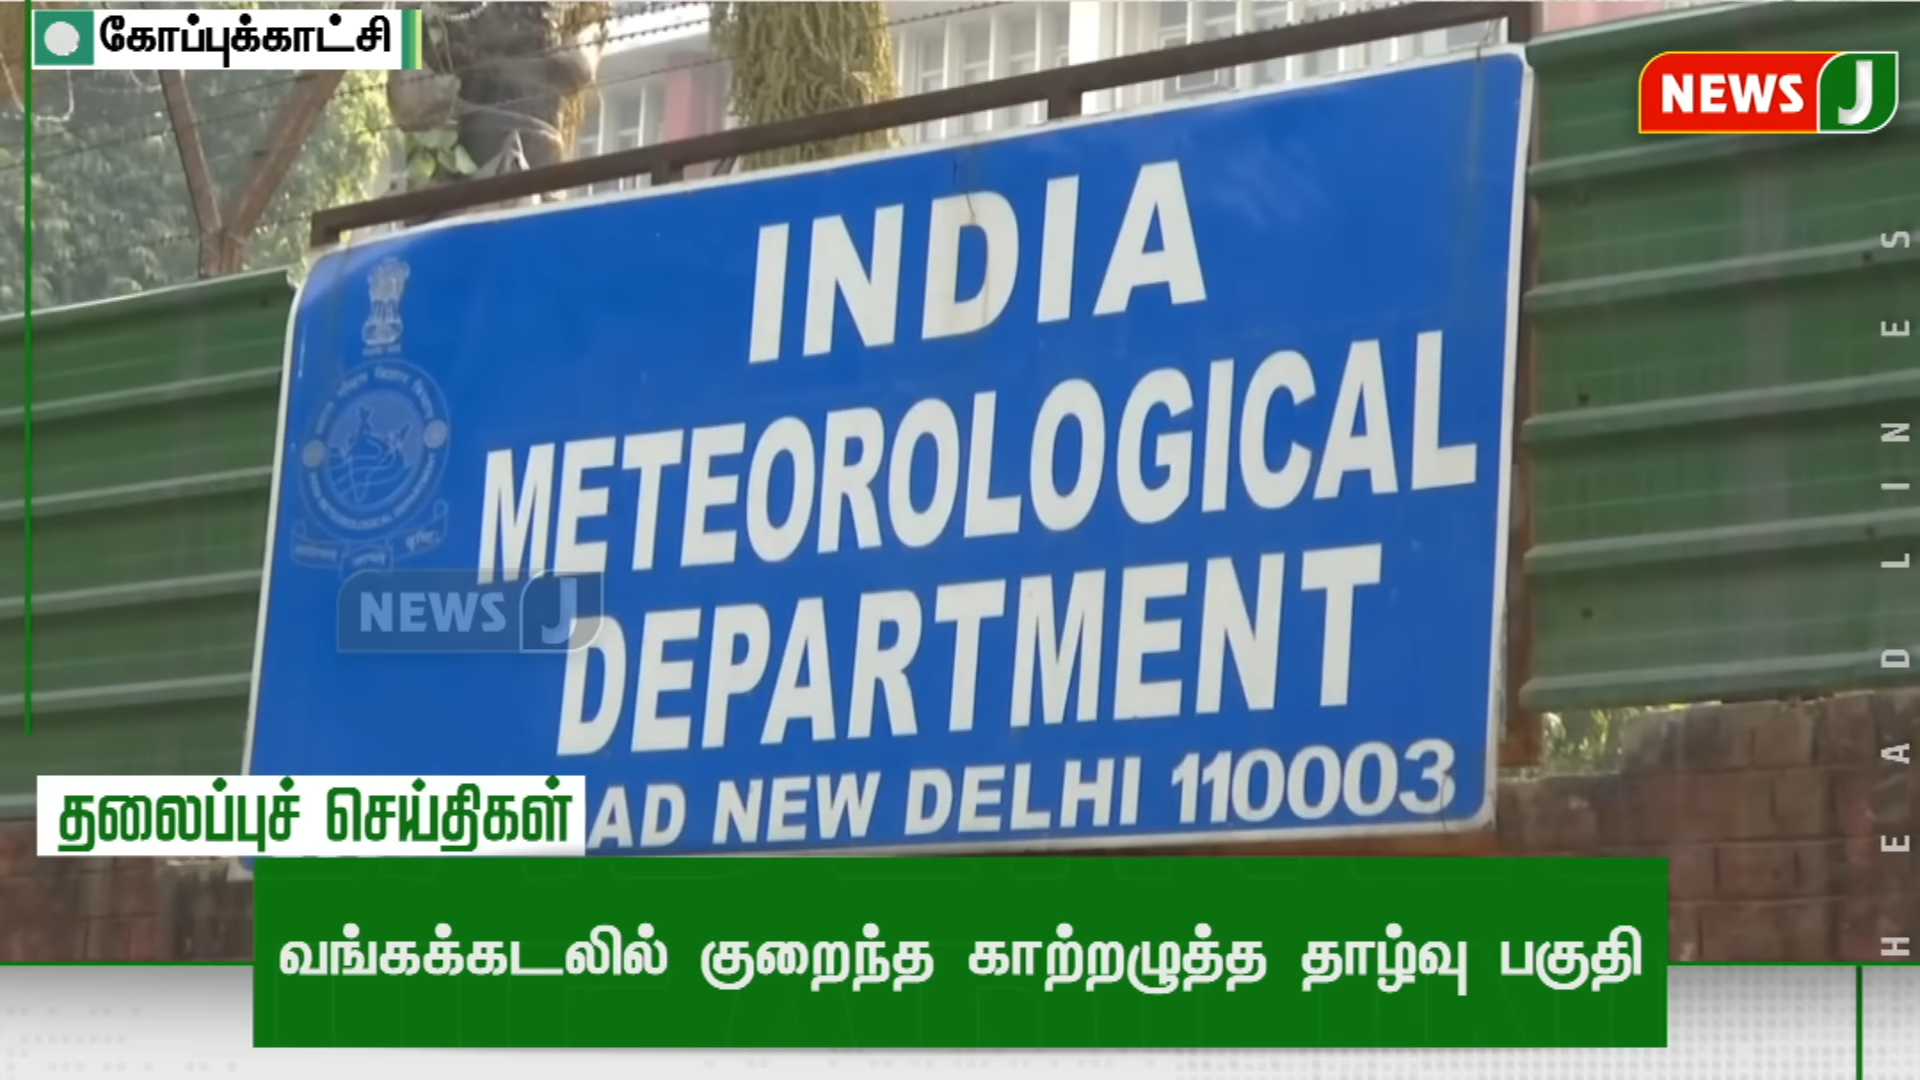 கோப்புக்காட்சி
NEWS J
INDIA
METEOROLOGICAL
DEPARTMENT
NEWS J
AD NEW DELHI 110003
தலைப்புச் செய்திகள்
வங்கக்கடலில் குறைந்த காற்றழுத்த தாழ்வு பகுதி
HEADLINES